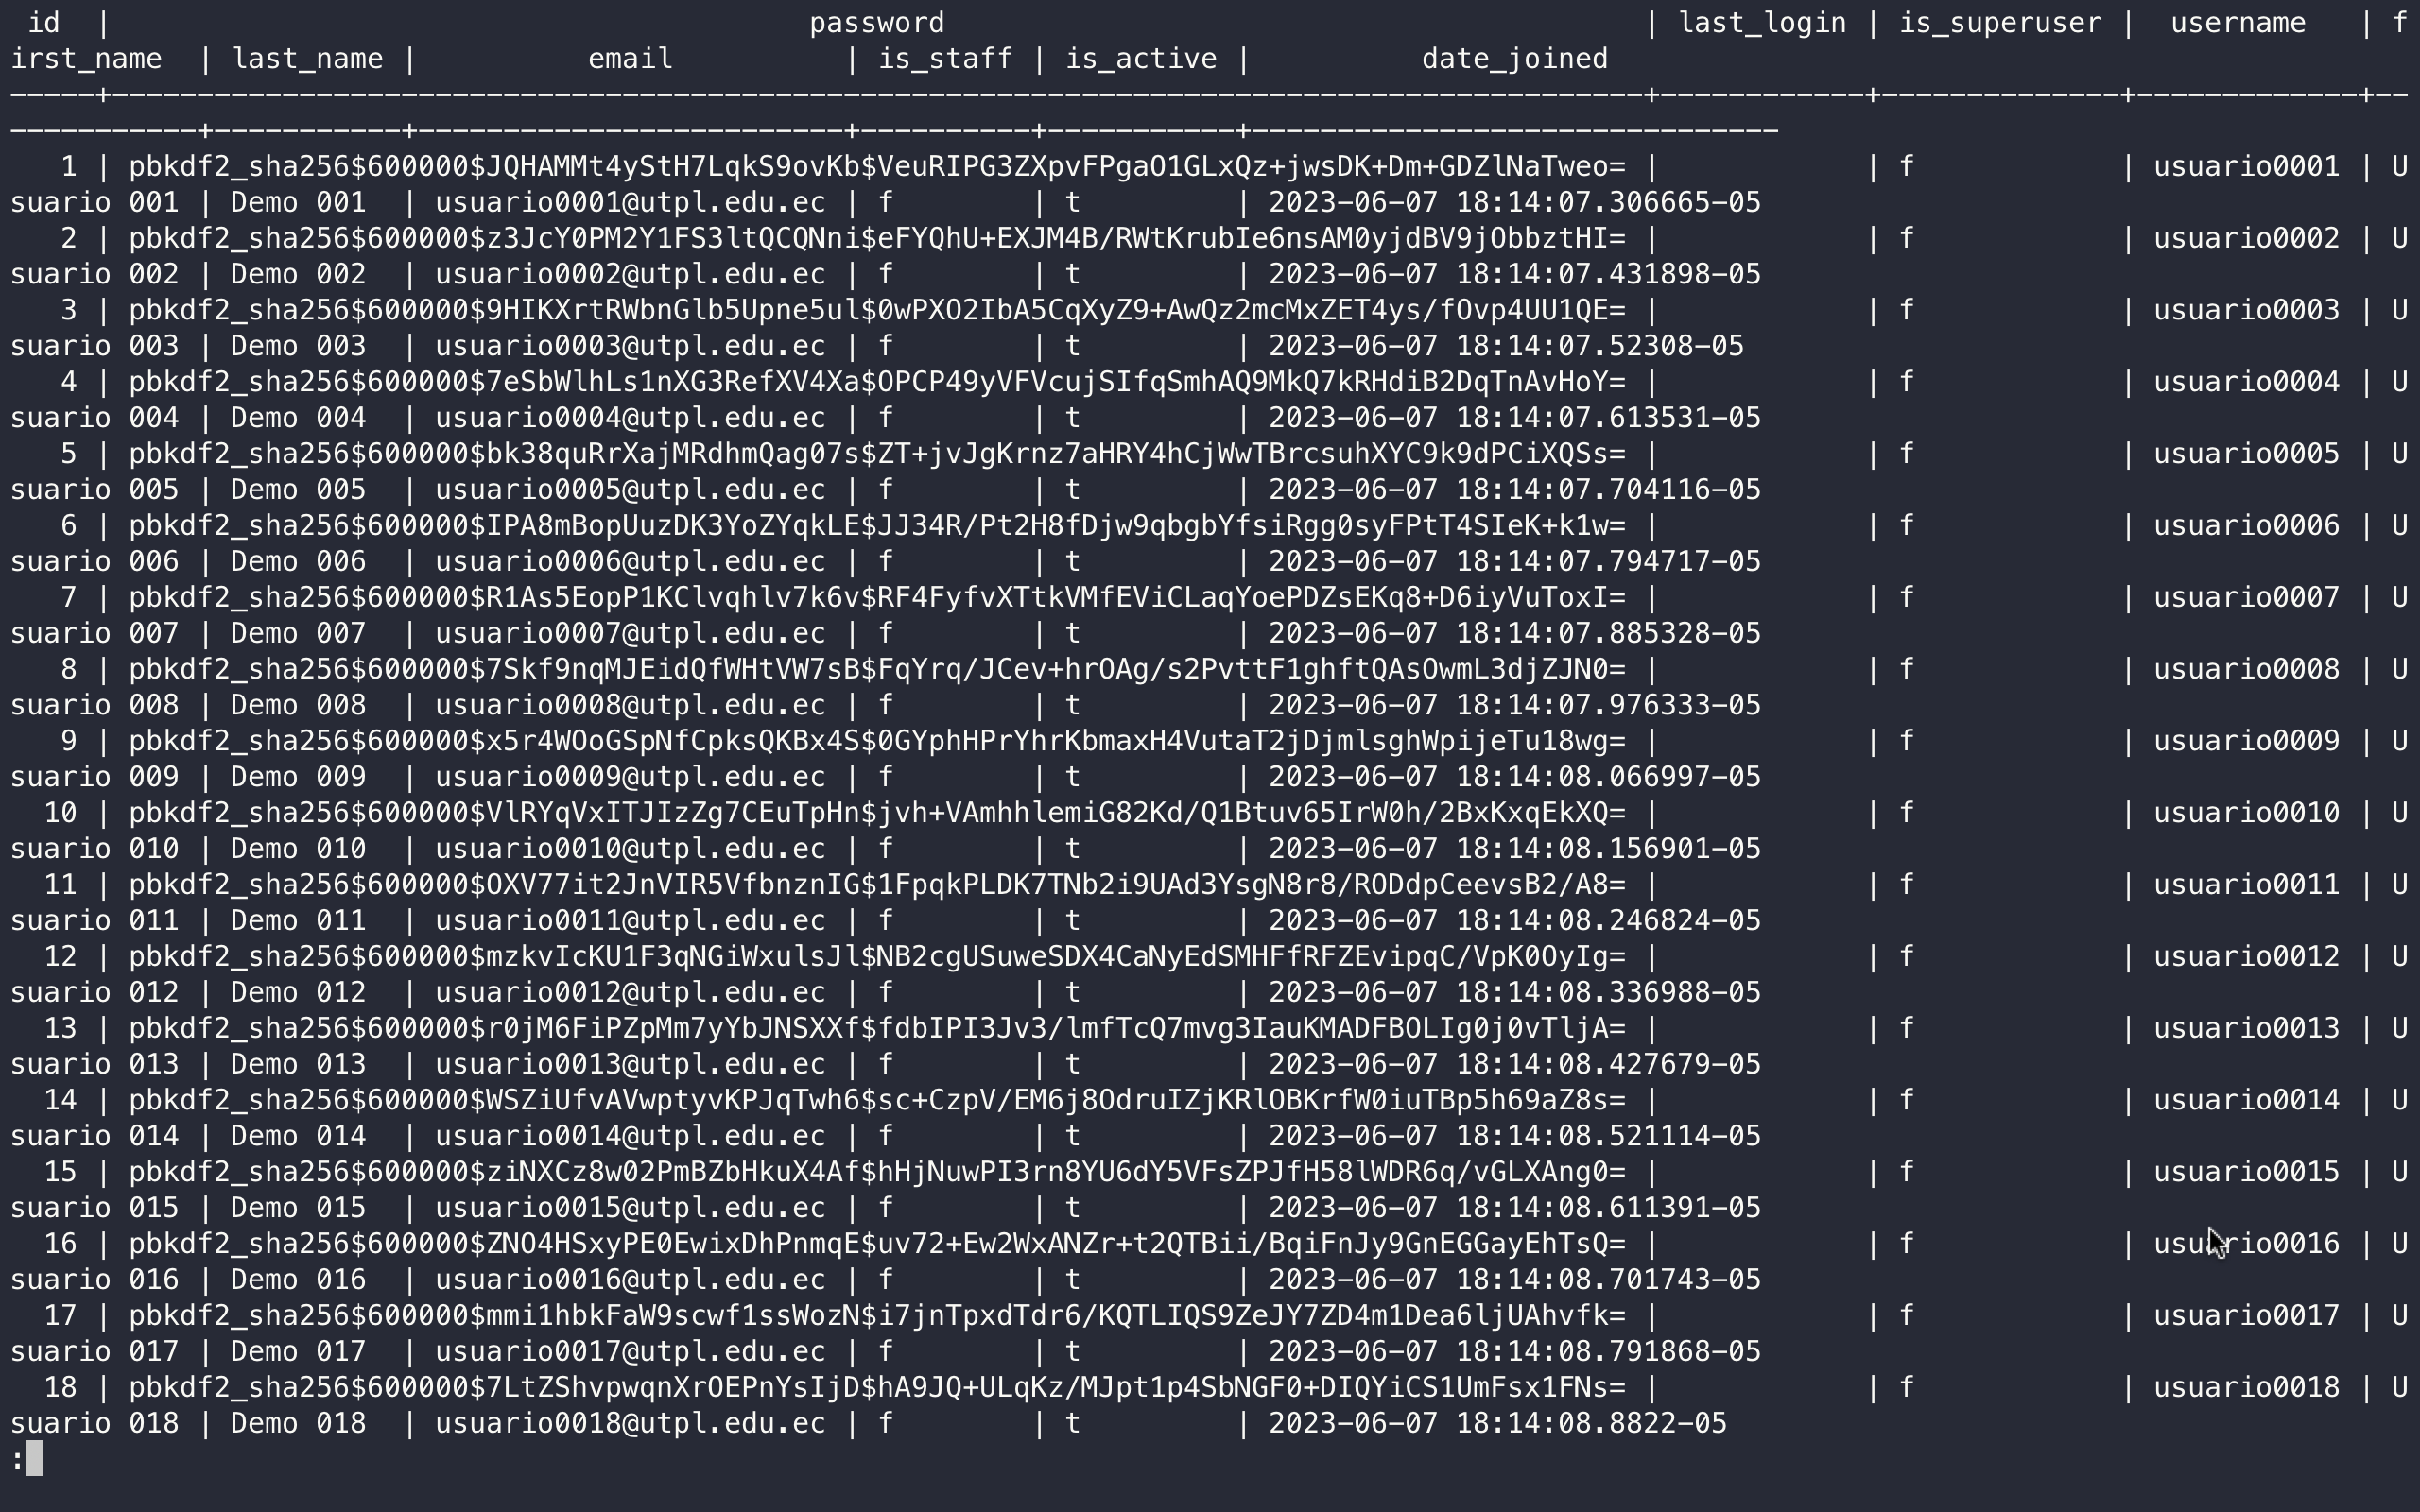 id | password | last_login | is_superuser | username | f
irst_name | last_name | email | is_staff | is_active | date_joined
-----+------------------------------------------------------------------------------------------+------------+--------------+-------------+--
-----------+-----------+-------------------------+----------+-----------+-------------------------------
1 | pbkdf2_sha256$600000$JQHAMMt4yStH7LqkS9ovKb$VeuRIPG3ZXpvFPgaO1GLxQz+jwsDK+Dm+GDZlNaTweo= | | f | usuario0001 | U
suario 001 | Demo 001 | usuario0001@utpl.edu.ec | f | t | 2023-06-07 18:14:07.306665-05
2 | pbkdf2_sha256$600000$z3JcY0PM2Y1FS3ltQCQNni$eFYQhU+EXJM4B/RWtKrubIe6nsAM0yjdBV9jObbztHI= | | f | usuario0002 | U
suario 002 | Demo 002 | usuario0002@utpl.edu.ec | f | t | 2023-06-07 18:14:07.431898-05
3 | pbkdf2_sha256$600000$9HIKXrtRWbnGlb5Upne5ul$0wPXO2IbA5CqXyZ9+AwQz2mcMxZET4ys/fOvp4UU1QE= | | f | usuario0003 | U
suario 003 | Demo 003 | usuario0003@utpl.edu.ec | f | t | 2023-06-07 18:14:07.52308-05
4 | pbkdf2_sha256$600000$7eSbWlhLs1nXG3RefXV4Xa$OPCP49yVFVcujSIfqSmhAQ9MkQ7kRHdiB2DqTnAvHoY= | | f | usuario0004 | U
suario 004 | Demo 004 | usuario0004@utpl.edu.ec | f | t | 2023-06-07 18:14:07.613531-05
5 | pbkdf2_sha256$600000$bk38quRrXajMRdhmQag07s$ZT+jvJgKrnz7aHRY4hCjWwTBrcsuhXYC9k9dPCiXQSs= | | f | usuario0005 | U
suario 005 | Demo 005 | usuario0005@utpl.edu.ec | f | t | 2023-06-07 18:14:07.704116-05
6 | pbkdf2_sha256$600000$IPA8mBopUuzDK3YoZYqkLE$JJ34R/Pt2H8fDjw9qbgbYfsiRgg0syFPtT4SIeK+k1w= | | f | usuario0006 | U
suario 006 | Demo 006 | usuario0006@utpl.edu.ec | f | t | 2023-06-07 18:14:07.794717-05
7 | pbkdf2_sha256$600000$R1As5EopP1KClvqhlv7k6v$RF4FyfvXTtkVMfEViCLaqYoePDZsEKq8+D6iyVuToxI= | | f | usuario0007 | U
suario 007 | Demo 007 | usuario0007@utpl.edu.ec | f | t | 2023-06-07 18:14:07.885328-05
8 | pbkdf2_sha256$600000$7Skf9nqMJEidQfWHtVW7sB$FqYrq/JCev+hrOAg/s2PvttF1ghftQAsOwmL3djZJN0= | | f | usuario0008 | U
suario 008 | Demo 008 | usuario0008@utpl.edu.ec | f | t | 2023-06-07 18:14:07.976333-05
9 | pbkdf2_sha256$600000$x5r4WOoGSpNfCpksQKBx4S$0GYphHPrYhrKbmaxH4VutaT2jDjmlsghWpijeTu18wg= | | f | usuario0009 | U
suario 009 | Demo 009 | usuario0009@utpl.edu.ec | f | t | 2023-06-07 18:14:08.066997-05
10 | pbkdf2_sha256$600000$VlRYqVxITJIzZg7CEuTpHn$jvh+VAmhhlemiG82Kd/Q1Btuv65IrW0h/2BxKxqEkXQ= | | f | usuario0010 | U
suario 010 | Demo 010 | usuario0010@utpl.edu.ec | f | t | 2023-06-07 18:14:08.156901-05
11 | pbkdf2_sha256$600000$OXV77it2JnVIR5VfbnznIG$1FpqkPLDK7TNb2i9UAd3YsgN8r8/RODdpCeevsB2/A8= | | f | usuario0011 | U
suario 011 | Demo 011 | usuario0011@utpl.edu.ec | f | t | 2023-06-07 18:14:08.246824-05
12 | pbkdf2_sha256$600000$mzkvIcKU1F3qNGiWxulsJl$NB2cgUSuweSDX4CaNyEdSMHFfRFZEvipqC/VpK0OyIg= | | f | usuario0012 | U
suario 012 | Demo 012 | usuario0012@utpl.edu.ec | f | t | 2023-06-07 18:14:08.336988-05
13 | pbkdf2_sha256$600000$r0jM6FiPZpMm7yYbJNSXXf$fdbIPI3Jv3/lmfTcQ7mvg3IauKMADFBOLIg0j0vTljA= | | f | usuario0013 | U
suario 013 | Demo 013 | usuario0013@utpl.edu.ec | f | t | 2023-06-07 18:14:08.427679-05
14 | pbkdf2_sha256$600000$WSZiUfvAVwptyvKPJqTwh6$sc+CzpV/EM6j8OdruIZjKRlOBKrfW0iuTBp5h69aZ8s= | | f | usuario0014 | U
suario 014 | Demo 014 | usuario0014@utpl.edu.ec | f | t | 2023-06-07 18:14:08.521114-05
15 | pbkdf2_sha256$600000$ziNXCz8w02PmBZbHkuX4Af$hHjNuwPI3rn8YU6dY5VFsZPJfH58lWDR6q/vGLXAng0= | | f | usuario0015 | U
suario 015 | Demo 015 | usuario0015@utpl.edu.ec | f | t | 2023-06-07 18:14:08.611391-05
16 | pbkdf2_sha256$600000$ZNO4HSxyPE0EwixDhPnmqE$uv72+Ew2WxANZr+t2QTBii/BqiFnJy9GnEGGayEhTsQ= | | f | usuario0016 | U
suario 016 | Demo 016 | usuario0016@utpl.edu.ec | f | t | 2023-06-07 18:14:08.701743-05
17 | pbkdf2_sha256$600000$mmi1hbkFaW9scwf1ssWozN$i7jnTpxdTdr6/KQTLIQS9ZeJY7ZD4m1Dea6ljUAhvfk= | | f | usuario0017 | U
suario 017 | Demo 017 | usuario0017@utpl.edu.ec | f | t | 2023-06-07 18:14:08.791868-05
18 | pbkdf2_sha256$600000$7LtZShvpwqnXrOEPnYsIjD$hA9JQ+ULqKz/MJpt1p4SbNGF0+DIQYiCS1UmFsx1FNs= | | f | usuario0018 | U
suario 018 | Demo 018 | usuario0018@utpl.edu.ec | f | t | 2023-06-07 18:14:08.8822-05
: